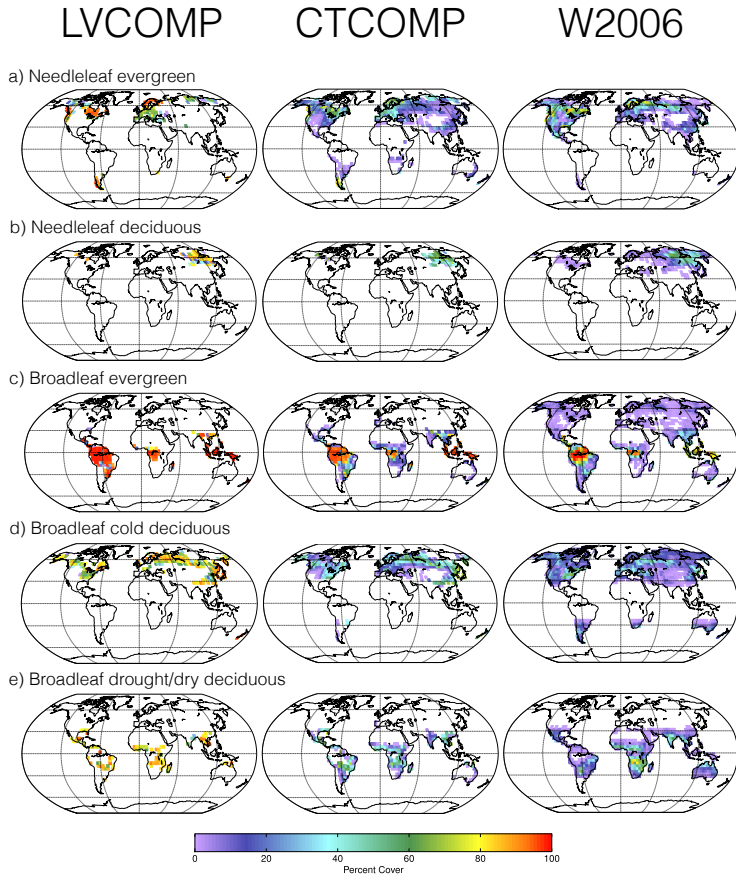 LVCOMP CTCOMP W2006
a) Needleleaf evergreen
b) Needleleaf deciduous
c) Broadleaf evergreen
d) Broadleaf cold deciduous
e) Broadleaf drought/dry deciduous
0 20 40 60 80 100
Percent Cover